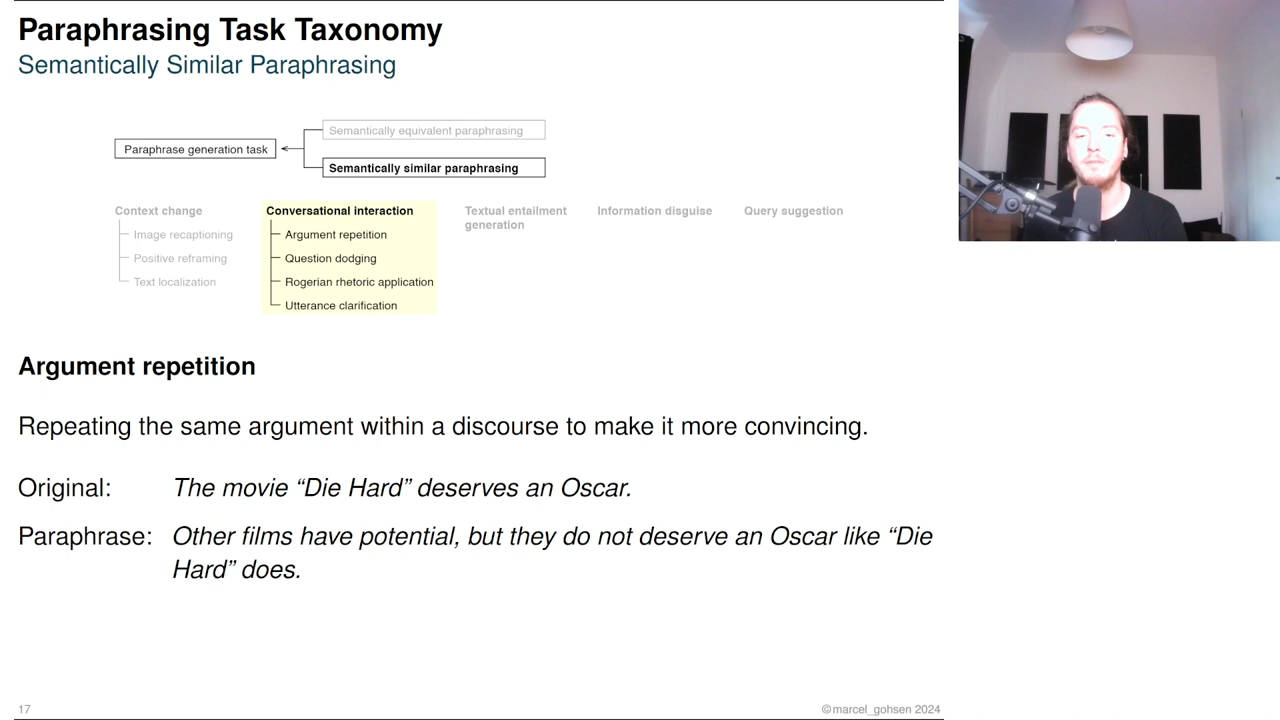 Paraphrasing Task Taxonomy
Semantically Similar Paraphrasing
Semantically equivalent paraphrasing
Paraphrase generation task
Semantically similar paraphrasing
Context change
Image recaptioning
Positive reframing
Text localization
Conversational interaction
Argument repetition
Question dodging
Rogerian rhetoric application
Utterance clarification
Textual entailment
generation
Information disguise
Query suggestion
Argument repetition
Repeating the same argument within a discourse to make it more convincing.
Original: The movie “Die Hard” deserves an Oscar.
Paraphrase: Other films have potential, but they do not deserve an Oscar like “Die
Hard” does.
17
©marcel_gohsen 2024